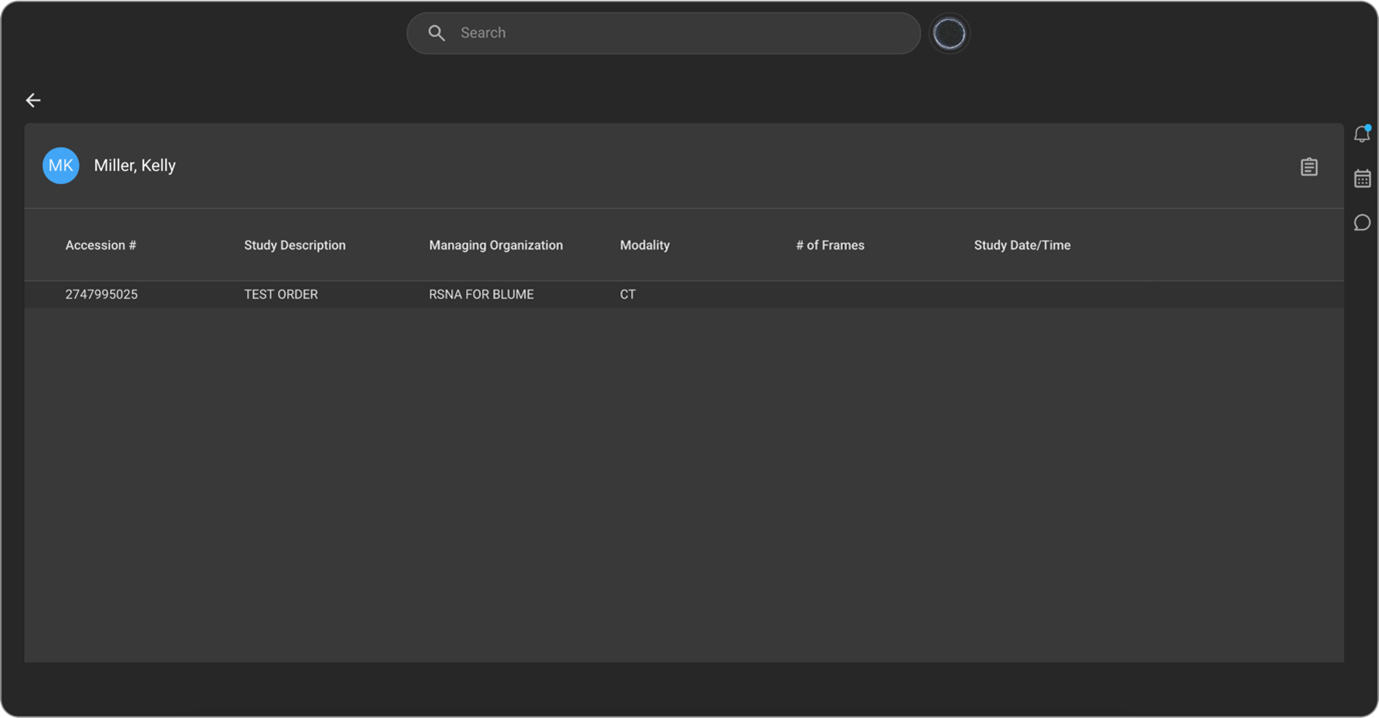 Search
MK Miller, Kelly
Accession # Study Description Managing Organization Modality # of Frames Study Date/Time
2747995025 TEST ORDER RSNA FOR BLUME CT